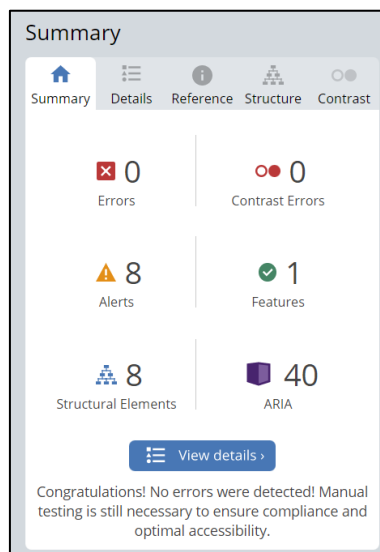 Summary
Summary Details Reference Structure Contrast
0 0
Errors Contrast Errors
8 1
Alerts Features
8 40
Structural Elements ARIA
View details ›
Congratulations! No errors were detected! Manual
testing is still necessary to ensure compliance and
optimal accessibility.